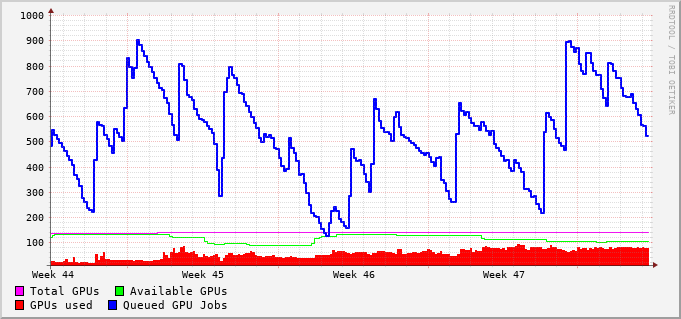 1000
900
800
700
600
500
400
300
200
100
Week 44 Week 45 Week 46 Week 47
Total GPUs Available GPUs
GPUs used Queued GPU Jobs
RRDTOOL / TOBI OETIKER